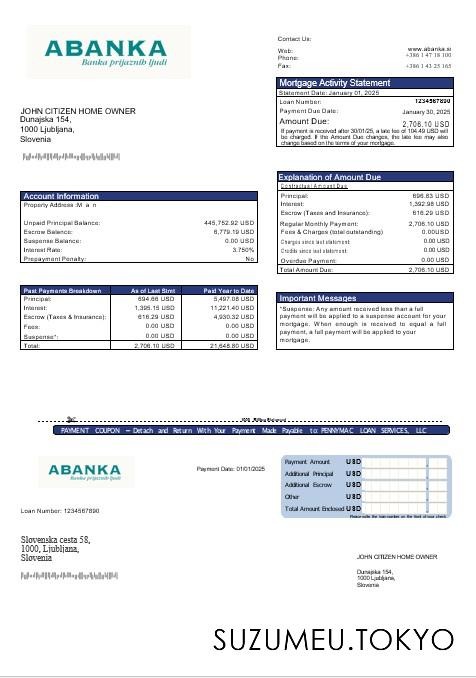 ABANKA
Banka prijaznih ljudi
Contact Us:
Web: www.abanka.si
Phone: +386 1 47 18 100
Fax: +386 1 43 25 165
Mortgage Activity Statement
Statement Date: January 01, 2025
Loan Number: 1234567890
Payment Due Date: January 30, 2025
Amount Due: 2,706.10 USD
If payment is received after 30/01/25, a late fee of 104.49 USD will
be charged. If the Amount Due changes, the late fee may also
change based on the terms of your mortgage.
JOHN CITIZEN HOME OWNER
Dunajska 154,
1000 Ljubljana,
Slovenia
Account Information
Property Address :M a n
Unpaid Principal Balance: 445,752.92 USD
Escrow Balance: 6,779.19 USD
Suspense Balance: 0.00 USD
Interest Rate: 3.750%
Prepayment Penalty: No
Explanation of Amount Due
Contractual Amount Due
Principal: 696.83 USD
Interest: 1,392.98 USD
Escrow (Taxes and Insurance): 616.29 USD
Regular Monthly Payment: 2,706.10 USD
Fees & Charges (total outstanding) 0.00USD
Charges since last statement: 0.00 USD
Credits since last statement: 0.00 USD
Overdue Payment: 0.00 USD
Total Amount Due: 2,706.10 USD
Past Payments Breakdown As of Last Stmt Paid Year to Date
Principal: 694.66 USD 5,497.08 USD
Interest: 1,395.15 USD 11,221.40 USD
Escrow (Taxes & Insurance): 616.29 USD 4,930.32 USD
Fees: 0.00 USD 0.00 USD
Suspense*: 0.00 USD 0.00 USD
Total: 2,706.10 USD 21,648.80 USD
Important Messages
*Suspense: Any amount received less than a full
payment will be applied to a suspense account for your
mortgage. When enough is received to equal a full
payment, a full payment will be applied to your
mortgage.
PAYMENT COUPON – Detach and Return With Your Payment Made Payable to: PENNYMAC LOAN SERVICES, LLC
ABANKA
Banka prijaznih ljudi
Payment Date: 01/01/2025
Payment Amount USD
Additional Principal USD
Additional Escrow USD
Other USD
Total Amount Enclosed USD
Loan Number: 1234567890
Slovenska cesta 58,
1000, Ljubljana,
Slovenia
JOHN CITIZEN HOME OWNER
Dunajska 154,
1000 Ljubljana,
Slovenia
SUZUMEU.TOKYO